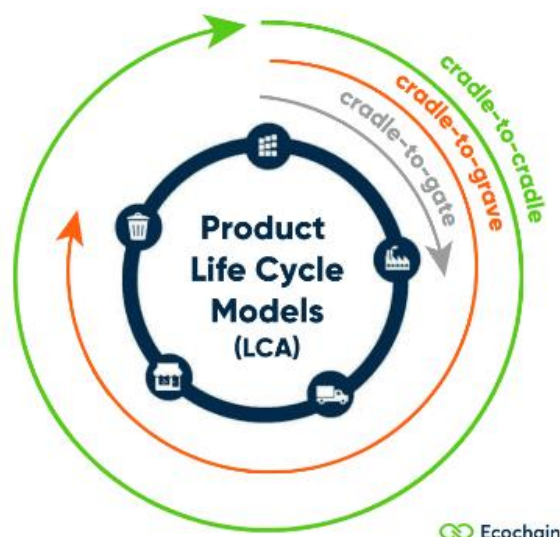 cradle-to-cradle
cradle-to-grave
cradle-to-gate
Product
Life Cycle
Models
(LCA)
Ecochain